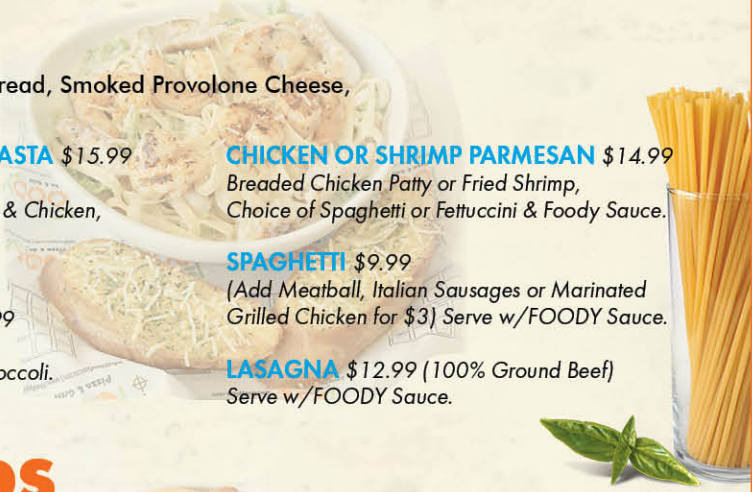 read, Smoked Provolone Cheese,
ASTA $15.99
& Chicken,
99
occoli.
CHICKEN OR SHRIMP PARMESAN $14.99
Breaded Chicken Patty or Fried Shrimp,
Choice of Spaghetti or Fettuccini & Foody Sauce.
SPAGHETTI $9.99
(Add Meatball, Italian Sausages or Marinated
Grilled Chicken for $3) Serve w/FOODY Sauce.
LASAGNA $12.99 (100% Ground Beef)
Serve w/FOODY Sauce.
OS